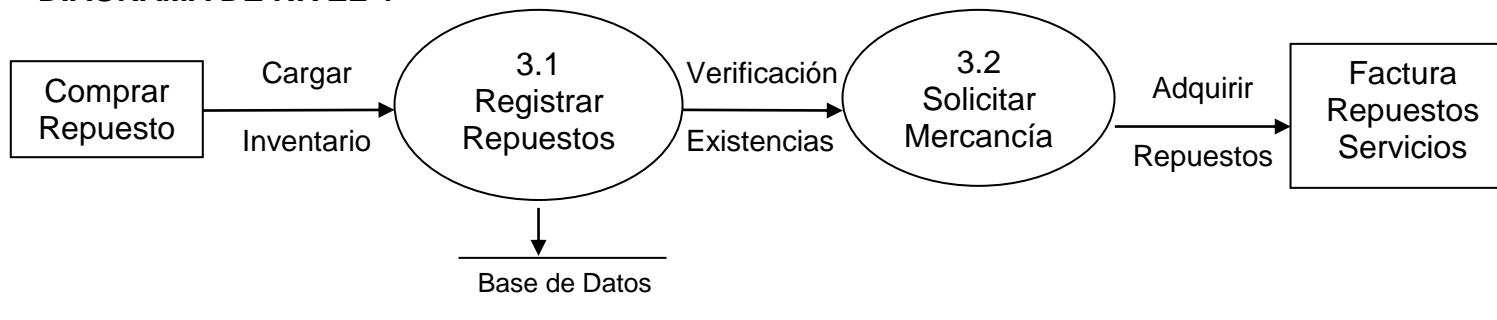 Comprar
Repuesto
Cargar
Inventario
3.1
Registrar
Repuestos
Verificación
Existencias
3.2
Solicitar
Mercancía
Adquirir
Repuestos
Factura
Repuestos
Servicios
Base de Datos